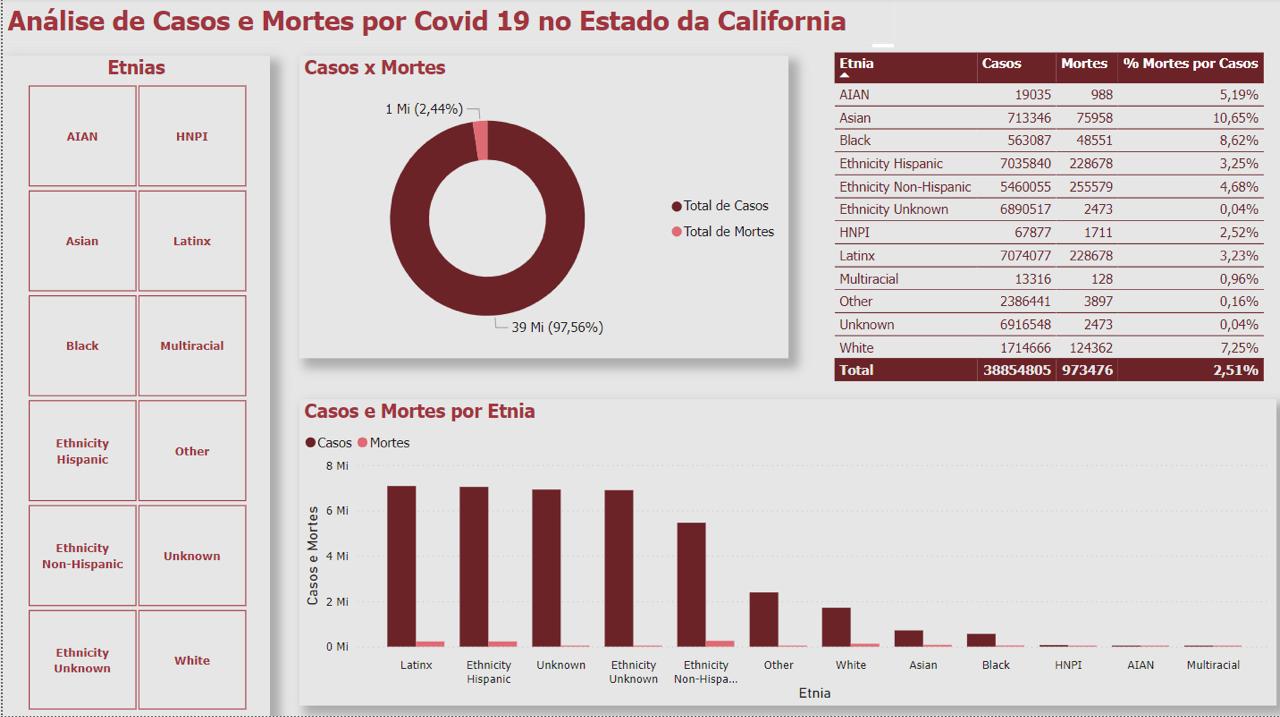 Análise de Casos e Mortes por Covid 19 no Estado da California
Etnias
AIAN
HNPI
Asian
Latinx
Black
Multiracial
Ethnicity
Hispanic
Other
Ethnicity
Non-Hispanic
Unknown
Ethnicity
Unknown
White
Casos x Mortes
1 Mi (2,44%)
39 Mi (97,56%)
Total de Casos
Total de Mortes
Etnia Casos Mortes % Mortes por Casos
AIAN 19035 988 5,19%
Asian 713346 75958 10,65%
Black 563087 48551 8,62%
Ethnicity Hispanic 7035840 228678 3,25%
Ethnicity Non-Hispanic 5460055 255579 4,68%
Ethnicity Unknown 6890517 2473 0,04%
HNPI 67877 1711 2,52%
Latinx 7074077 228678 3,23%
Multiracial 13316 128 0,96%
Other 2386441 3897 0,16%
Unknown 6916548 2473 0,04%
White 1714666 124362 7,25%
Total 38854805 973476 2,51%
Casos e Mortes por Etnia
Casos Mortes
Casos e Mortes
8 Mi
6 Mi
4 Mi
2 Mi
0 Mi
Latinx
Ethnicity
Hispanic
Unknown
Ethnicity
Unknown
Ethnicity
Non-Hispa...
Other
White
Asian
Black
HNPI
AIAN
Multiracial
Etnia